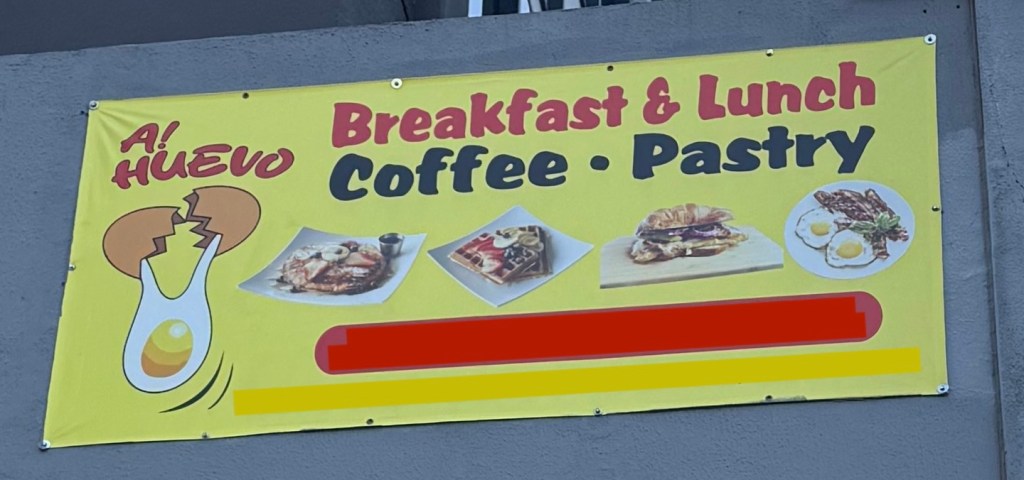 A!
HUEVO
Breakfast & Lunch
Coffee • Pastry